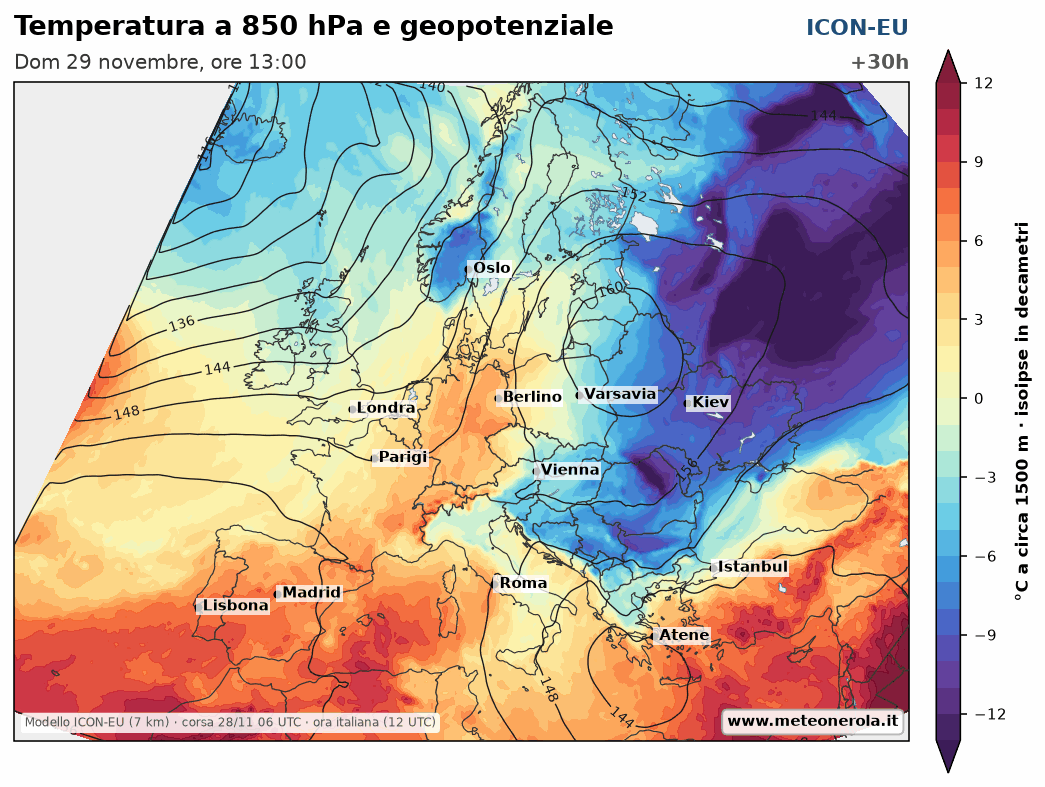 Temperatura a 850 hPa e geopotenziale
ICON-EU
Dom 29 novembre, ore 13:00
+30h
140
116
144
12
152
9
Oslo
6
160
136
3
144
Berlino
Varsavia
Kiev
0
148
Londra
Parigi
Vienna
156
−3
−6
Istanbul
Roma
Madrid
Lisbona
Atene
−9
148
144
−12
°C a circa 1500 m · isoipse in decametri
Modello ICON-EU (7 km) · corsa 28/11 06 UTC · ora italiana (12 UTC)
www.meteonerola.it